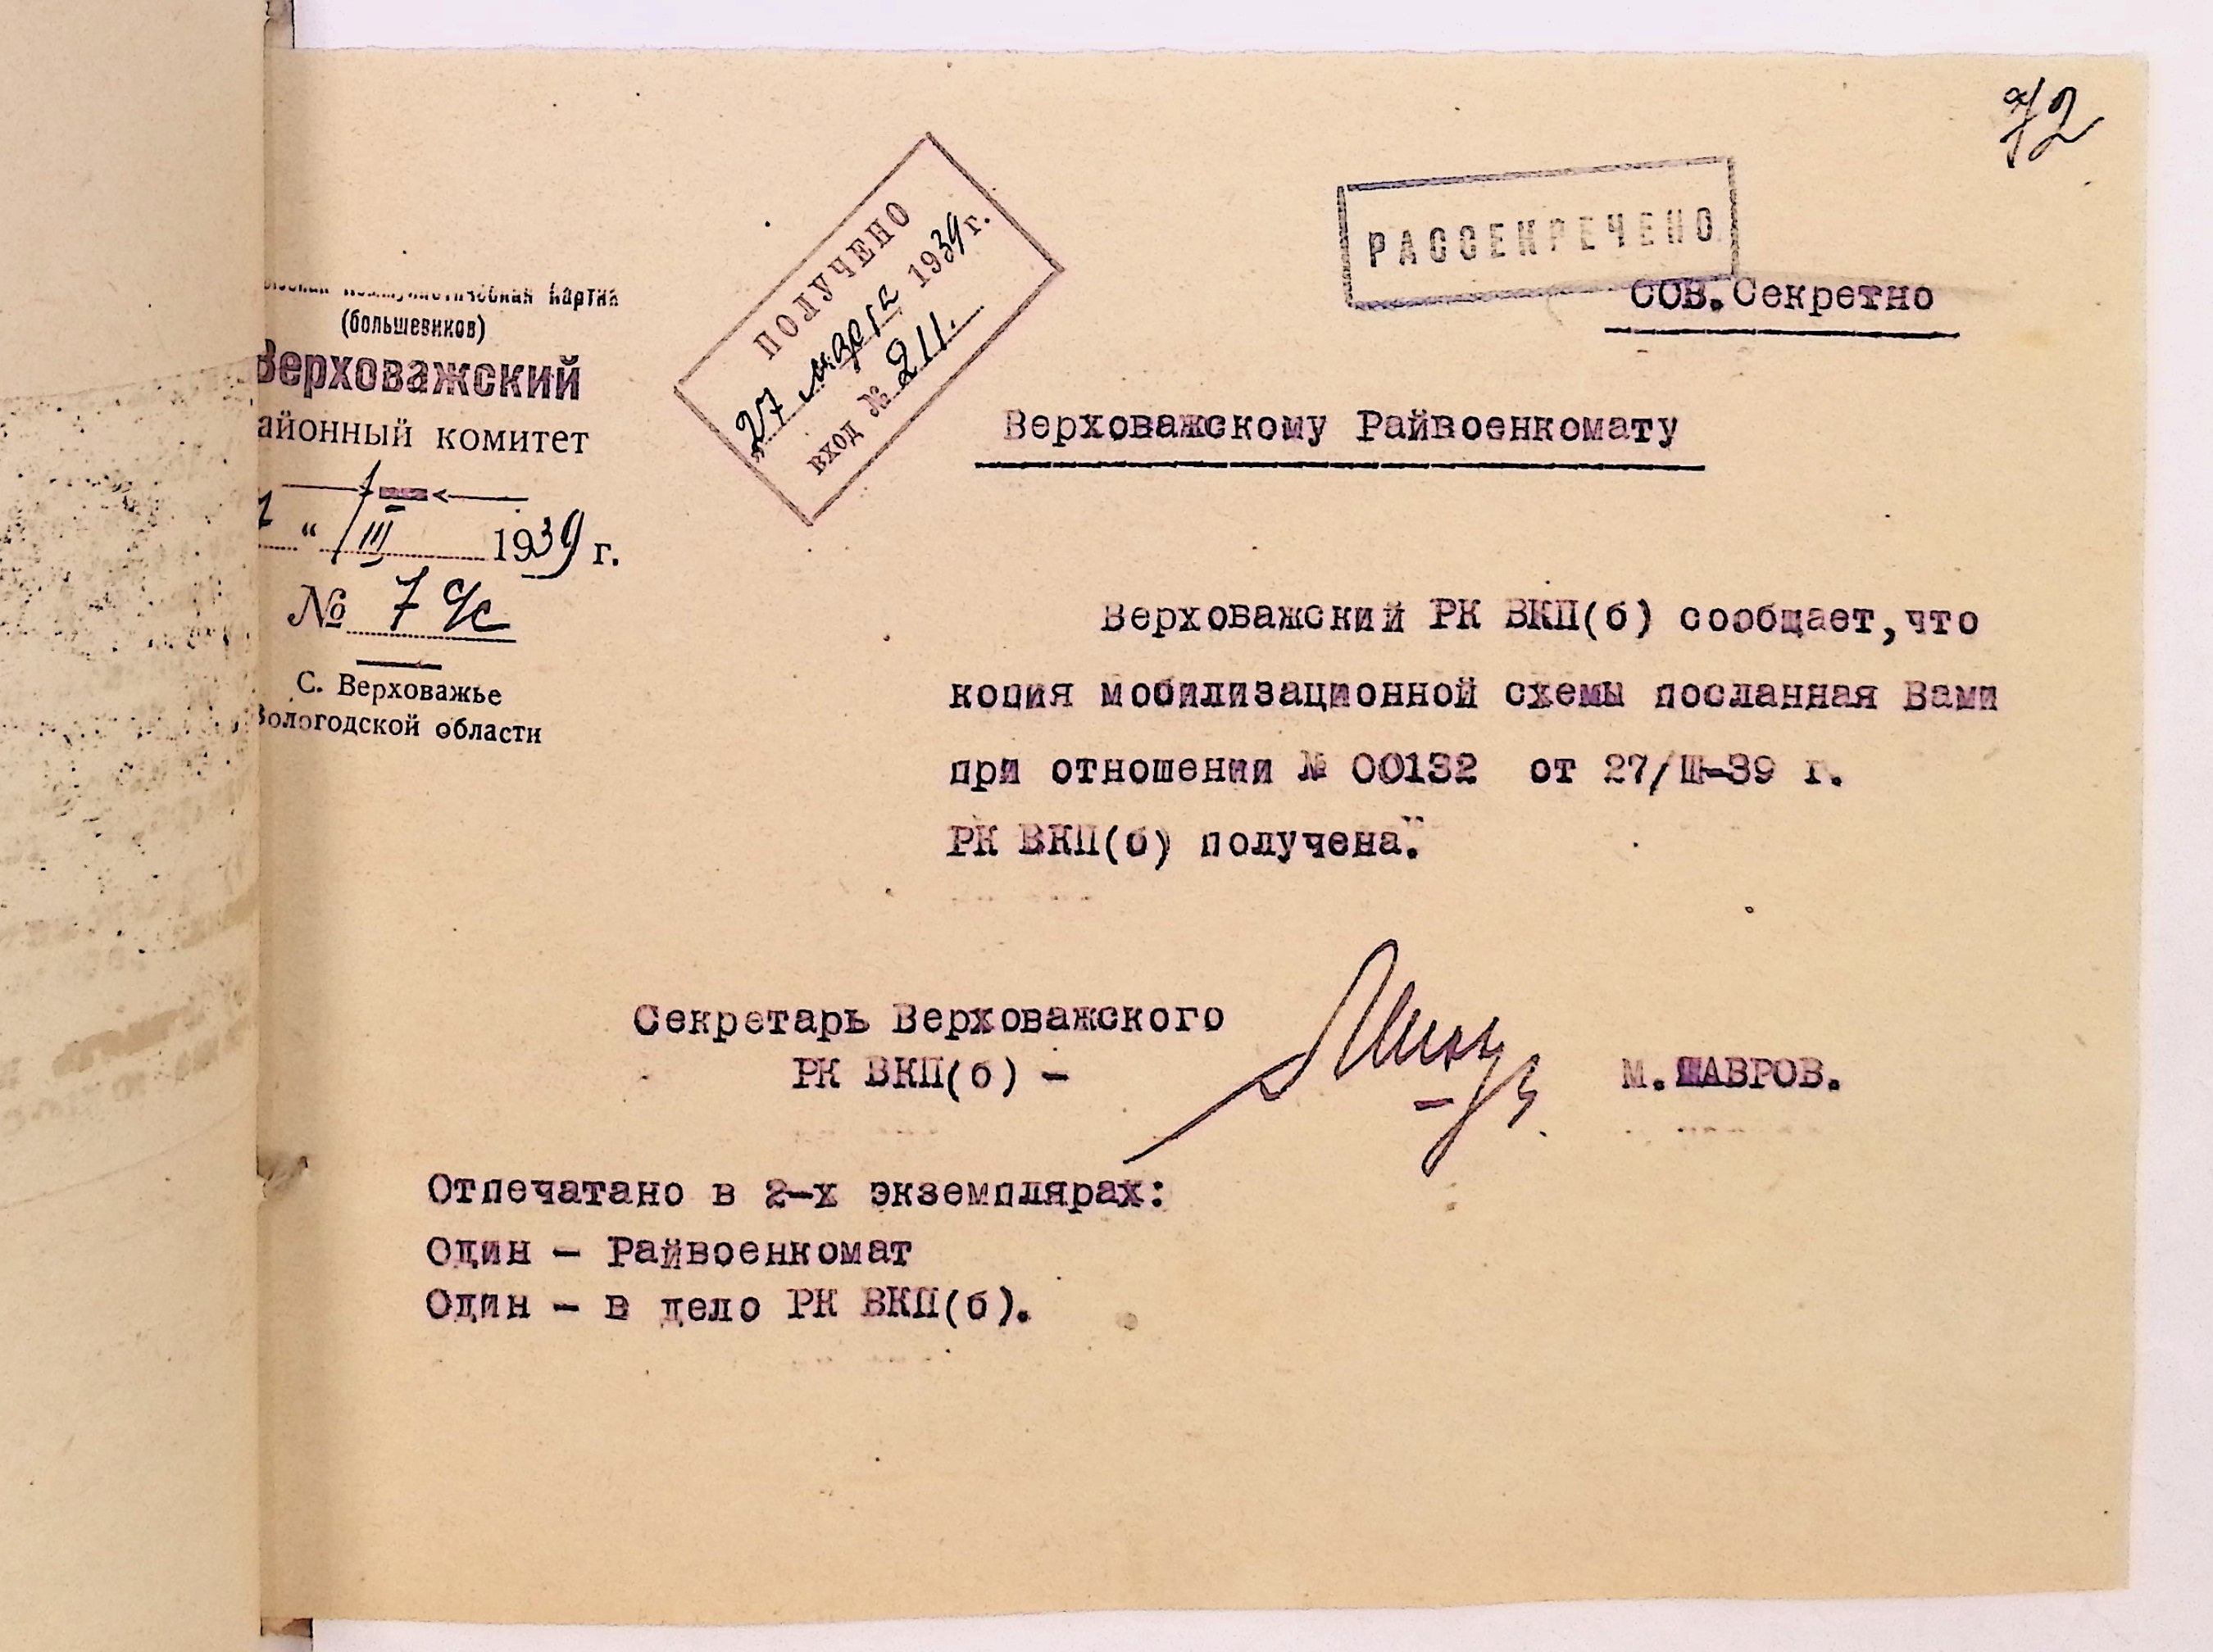 72
РАССЕКРЕЧЕНО
СОВ.Секретно
ПОЛУЧЕНО
„27 марта 1939 г.
вход № 211.
Партия
(большевиков)
Верховажский
айонный комитет
“ III 1939 г.
№ 7 с/с
С. Верховажье
Вологодской области
Верховажскому Райвоенкомату
Верховажский РК ВКП(б) сообщает,что
копия мобилизационной схемы посланная Вами
при отношении № 00132 от 27/III-39 г.
РК ВКП(б) получена."
Секретарь Верховажского
РК ВКП(б) -
М.ШАВРОВ.
Отпечатано в 2-х экземплярах:
Один - Райвоенкомат
Один - в дело РК ВКП(б).